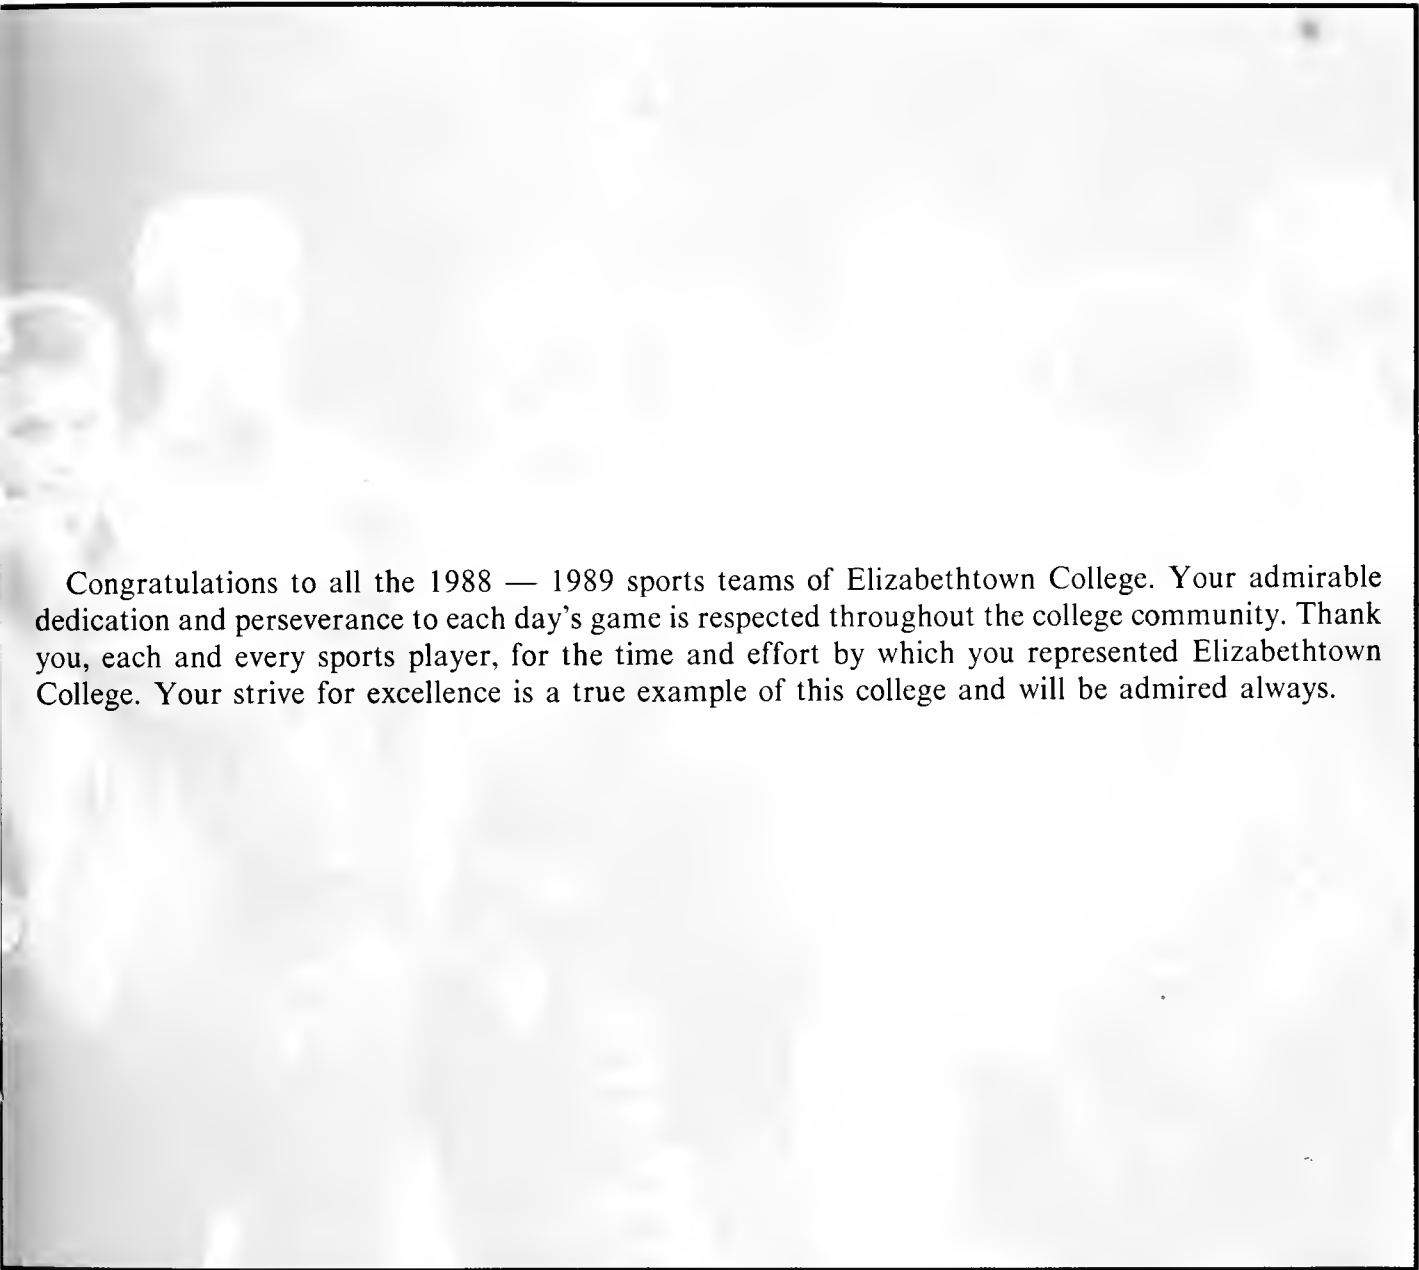 Congratulations to all the 1988 — 1989 sports teams of Elizabethtown College. Your admirable
dedication and perseverance to each day's game is respected throughout the college community. Thank
you, each and every sports player, for the time and effort by which you represented Elizabethtown
College. Your strive for excellence is a true example of this college and will be admired always.